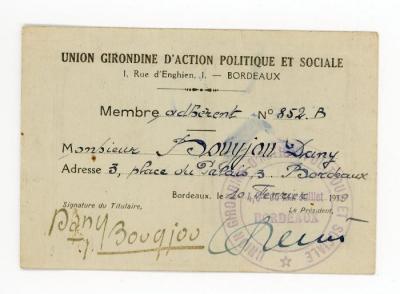 UNION GIRONDINE D'ACTION POLITIQUE ET SOCIALE
1, Rue d'Enghien, 1. — BORDEAUX
Membre adhérent N° 852.B
Monsieur Bougjou Dany
Adresse 3, place du Palais, 3 Bordeaux
Bordeaux, le 20 Février 19
Signature du Titulaire,
Le Président,
Dany
Bougjou